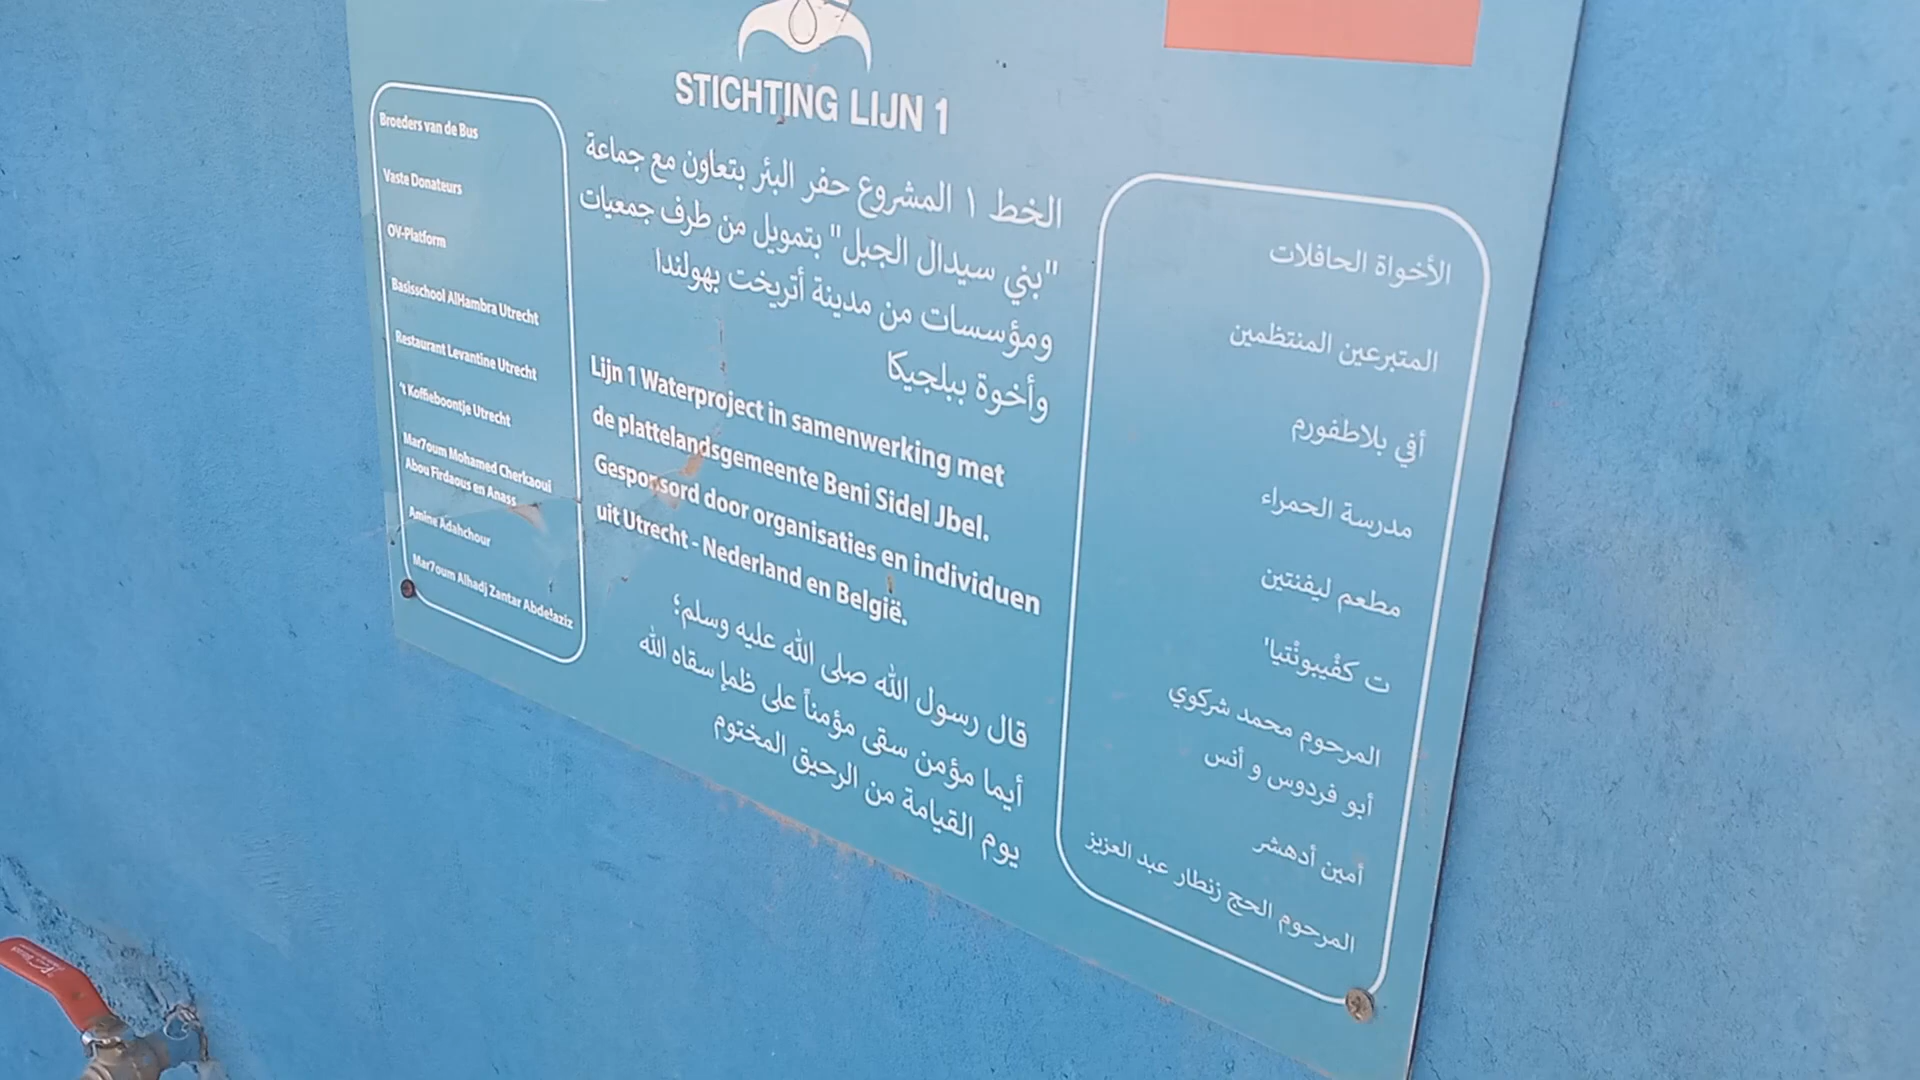 STICHTING LIJN 1
Broeders van de Bus
Vaste Donateurs
OV-Platform
Basisschool AlHambra Utrecht
Restaurant Levantine Utrecht
't Koffieboontje Utrecht
Mar7oum Mohamed Cherkaoui
Abou Firdaous en Anass
Amine Adahchour
Mar7oum Alhadj Zantar Abdelaziz
الخط ١ المشروع حفر البئر بتعاون مع جماعة
"بني سيدال الجبل" بتمويل من طرف جمعيات
ومؤسسات من مدينة أتريخت بهولندا
وأخوة ببلجيكا
Lijn 1 Waterproject in samenwerking met
de plattelandsgemeente Beni Sidel Jbel.
Gesponsord door organisaties en individuen
uit Utrecht - Nederland en België.
قال رسول الله صلى الله عليه وسلم؛
أيما مؤمن سقى مؤمناً على ظمإ سقاه الله
يوم القيامة من الرحيق المختوم
الأخواة الحافلات
المتبرعين المنتظمين
أفي بلاطفورم
مدرسة الحمراء
مطعم ليفنتين
ت كفْيبونْتيا'
المرحوم محمد شركوي
أبو فردوس و أنس
أمين أدهشر
المرحوم الحج زنطار عبد العزيز